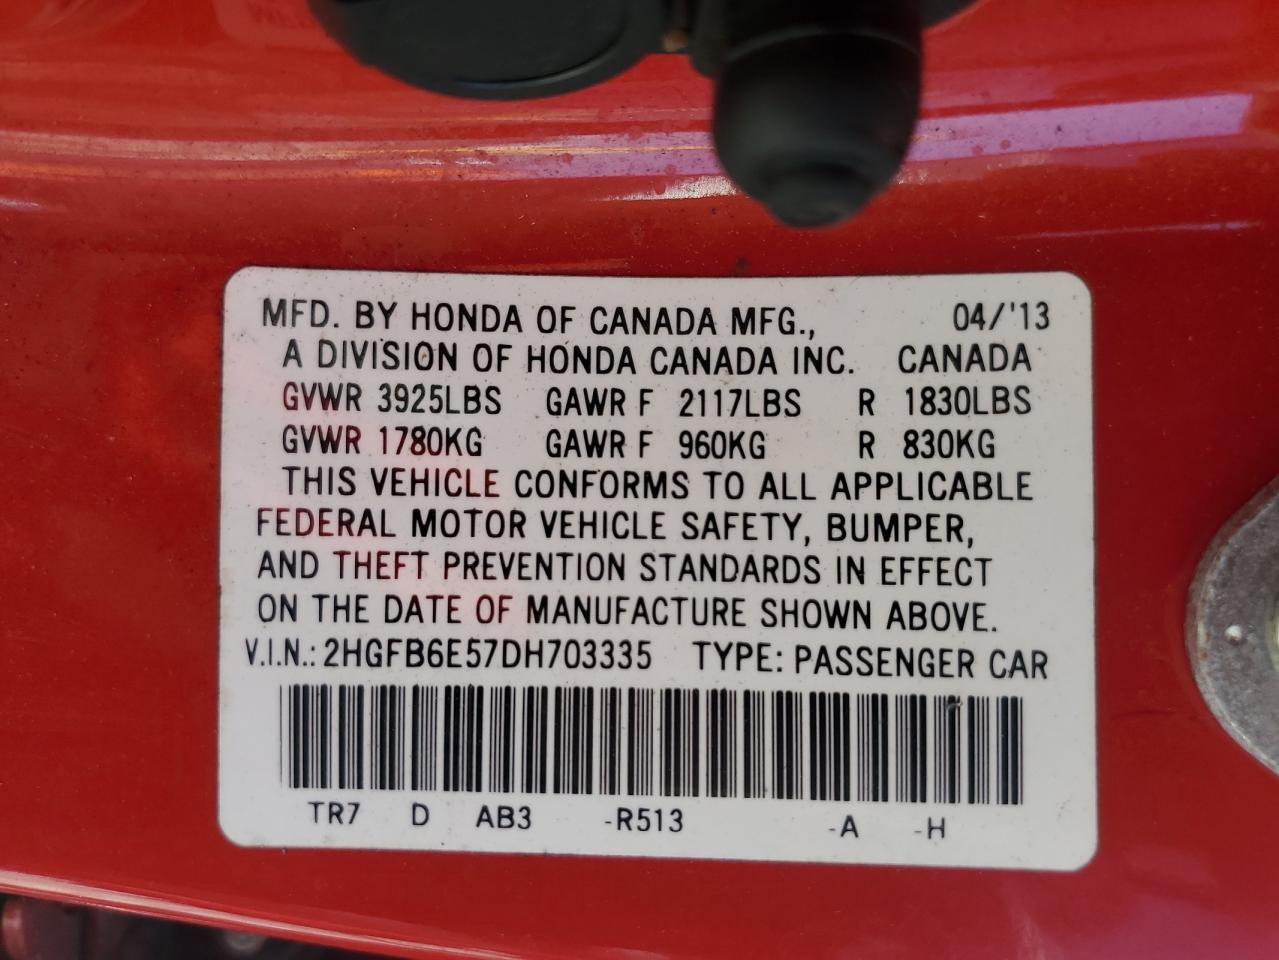 MFD. BY HONDA OF CANADA MFG., 04/'13
A DIVISION OF HONDA CANADA INC. CANADA
GVWR 3925LBS GAWR F 2117LBS R 1830LBS
GVWR 1780KG GAWR F 960KG R 830KG
THIS VEHICLE CONFORMS TO ALL APPLICABLE
FEDERAL MOTOR VEHICLE SAFETY, BUMPER,
AND THEFT PREVENTION STANDARDS IN EFFECT
ON THE DATE OF MANUFACTURE SHOWN ABOVE.
V.I.N.: 2HGFB6E57DH703335 TYPE: PASSENGER CAR
TR7 D AB3 -R513 -A -H